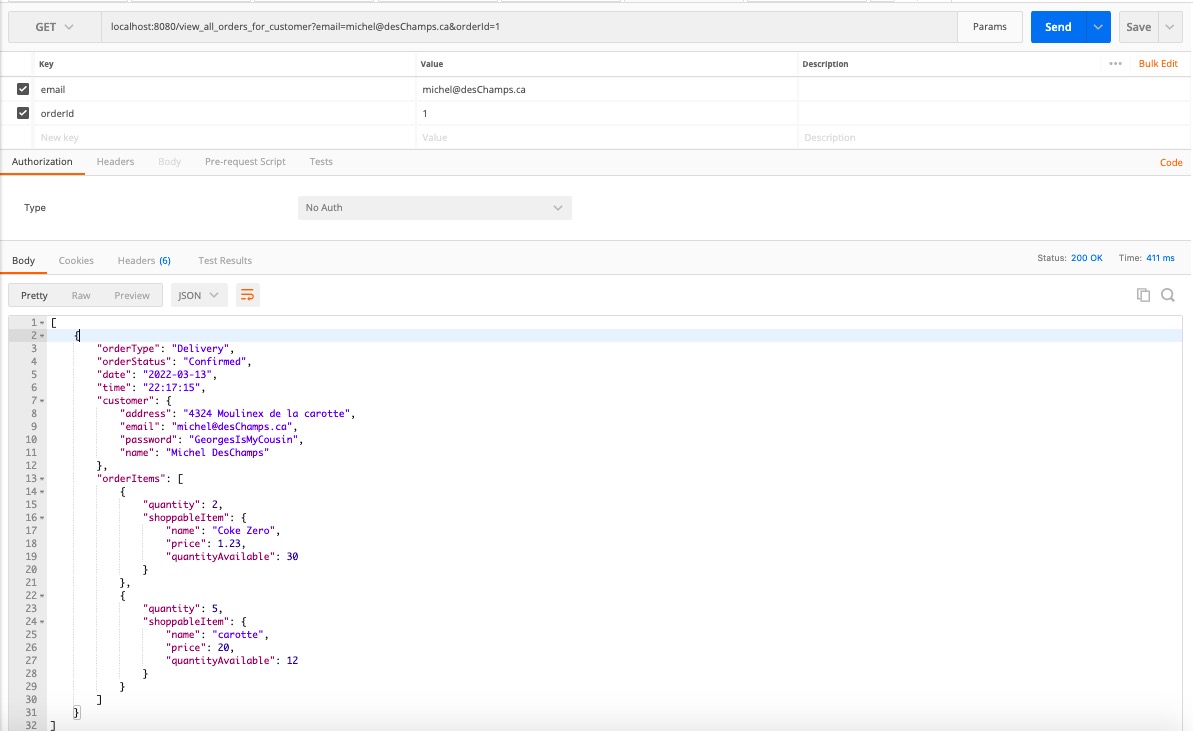 GET localhost:8080/view_all_orders_for_customer?email=michel@desChamps.ca&orderId=1 Params Send Save
Key Value Description ••• Bulk Edit
email michel@desChamps.ca
orderId 1
New key Value Description
Authorization Headers Body Pre-request Script Tests Code
Type No Auth
Body Cookies Headers (6) Test Results Status: 200 OK Time: 411 ms
Pretty Raw Preview JSON
1 [
2 {
3 "orderType": "Delivery",
4 "orderStatus": "Confirmed",
5 "date": "2022-03-13",
6 "time": "22:17:15",
7 "customer": {
8 "address": "4324 Moulinex de la carotte",
9 "email": "michel@desChamps.ca",
10 "password": "GeorgesIsMyCousin",
11 "name": "Michel DesChamps"
12 },
13 "orderItems": [
14 {
15 "quantity": 2,
16 "shoppableItem": {
17 "name": "Coke Zero",
18 "price": 1.23,
19 "quantityAvailable": 30
20 }
21 },
22 {
23 "quantity": 5,
24 "shoppableItem": {
25 "name": "carotte",
26 "price": 20,
27 "quantityAvailable": 12
28 }
29 }
30 ]
31 }
32 ]